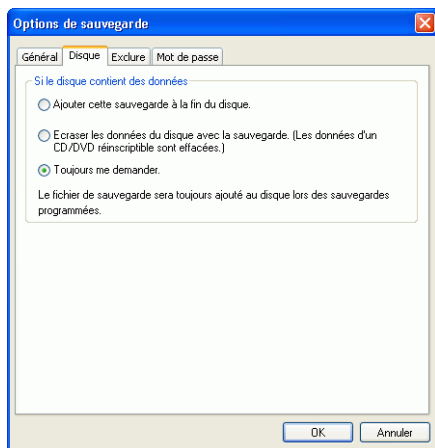 Options de sauvegarde
Général Disque Exclure Mot de passe
Si le disque contient des données
Ajouter cette sauvegarde à la fin du disque.
Ecraser les données du disque avec la sauvegarde. (Les données d'un
CD/DVD réinscriptible sont effacées.)
Toujours me demander.
Le fichier de sauvegarde sera toujours ajouté au disque lors des sauvegardes
programmées.
OK Annuler